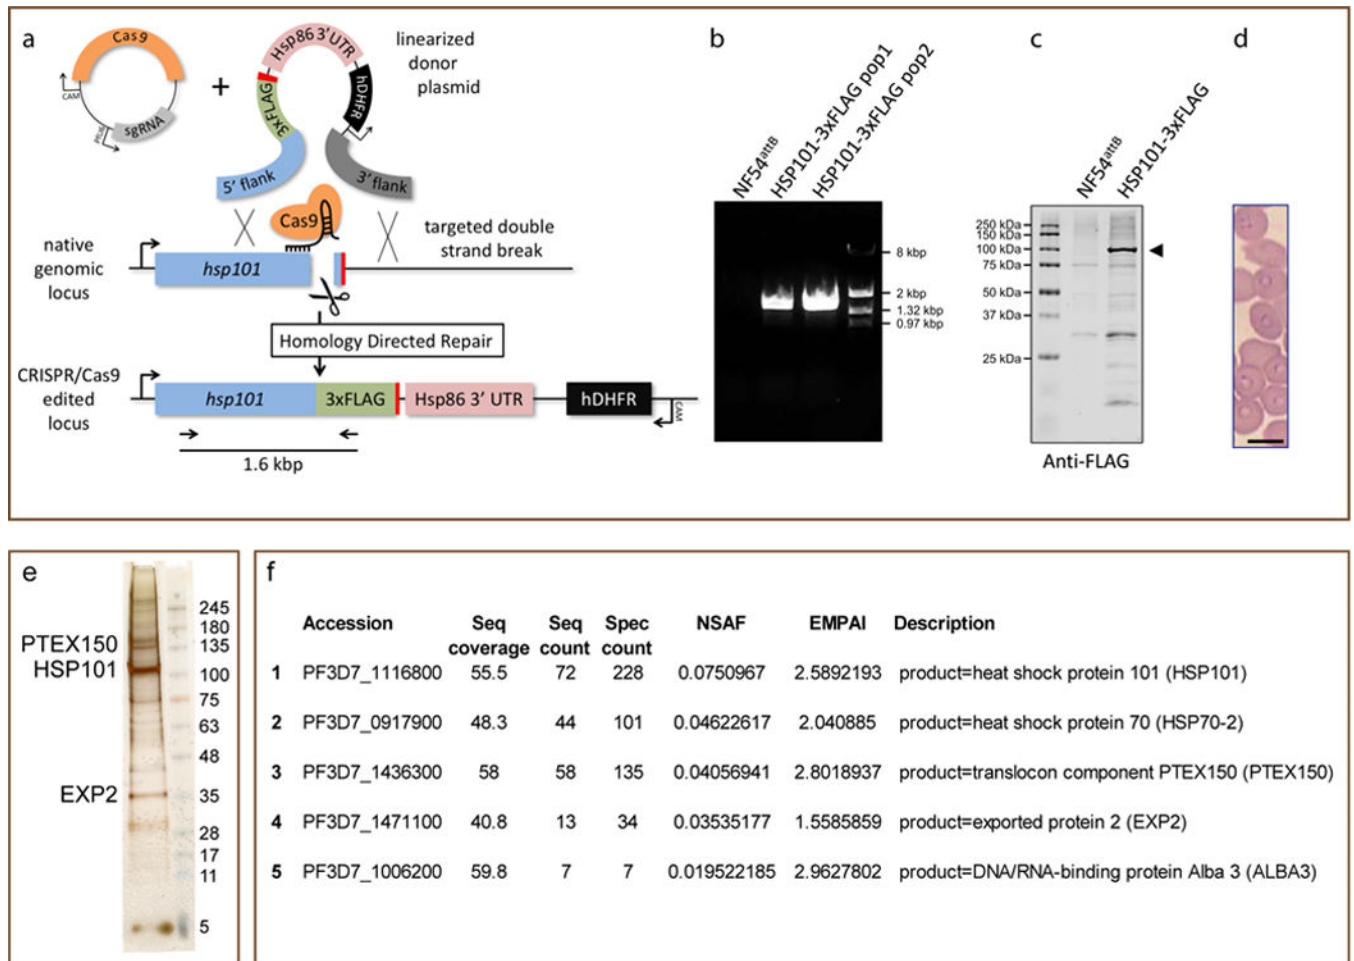 a
Cas9
CAM
sgRNA
+
Hsp86 3' UTR
3xFLAG
hDHFR
5' flank
3' flank
linearized
donor
plasmid
Cas9
targeted double
strand break
native
genomic
locus
hsp101
Homology Directed Repair
CRISPR/Cas9
edited
locus
hsp101
3xFLAG
Hsp86 3' UTR
hDHFR
CAM
1.6 kbp
b
NF54attB
HSP101-3xFLAG pop1
HSP101-3xFLAG pop2
8 kbp
2 kbp
1.32 kbp
0.97 kbp
c
NF54attB
HSP101-3xFLAG
250 kDa
150 kDa
100 kDa
75 kDa
50 kDa
37 kDa
25 kDa
Anti-FLAG
d
e
PTEX150
HSP101
EXP2
245
180
135
100
75
63
48
35
28
17
11
5
f
Accession Seq coverage Seq count Spec count NSAF EMPAI Description
1 PF3D7_1116800 55.5 72 228 0.0750967 2.5892193 product=heat shock protein 101 (HSP101)
2 PF3D7_0917900 48.3 44 101 0.04622617 2.040885 product=heat shock protein 70 (HSP70-2)
3 PF3D7_1436300 58 58 135 0.04056941 2.8018937 product=translocon component PTEX150 (PTEX150)
4 PF3D7_1471100 40.8 13 34 0.03535177 1.5585859 product=exported protein 2 (EXP2)
5 PF3D7_1006200 59.8 7 7 0.019522185 2.9627802 product=DNA/RNA-binding protein Alba 3 (ALBA3)